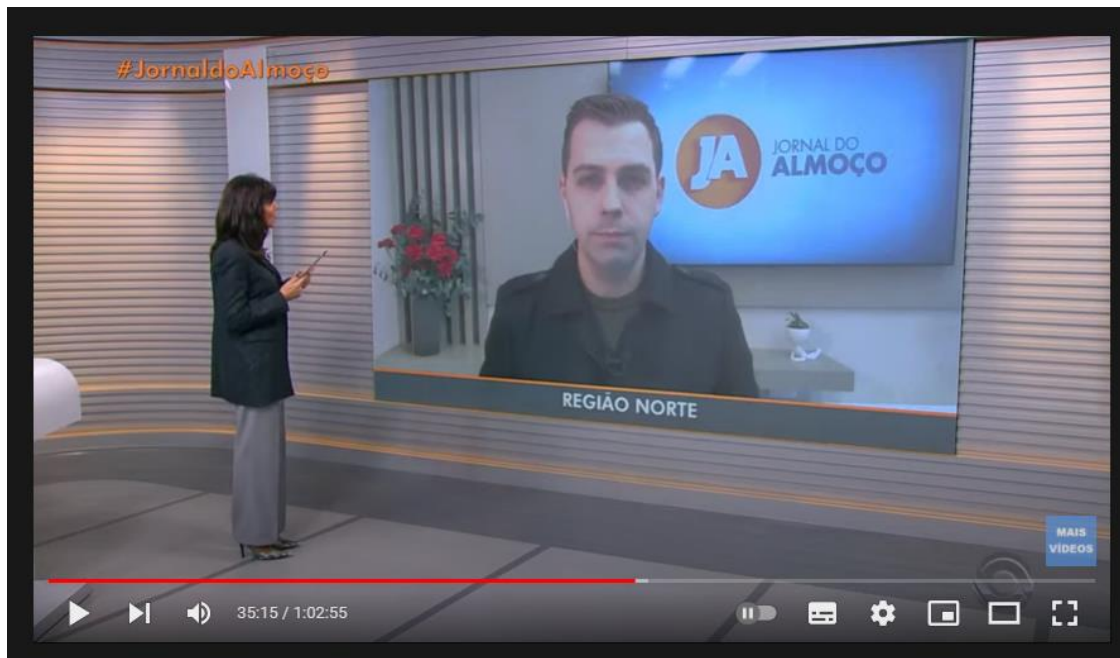 #JornaldoAlmoço
JA
JORNAL DO
ALMOÇO
REGIÃO NORTE
MAIS
VÍDEOS
35:15 / 1:02:55